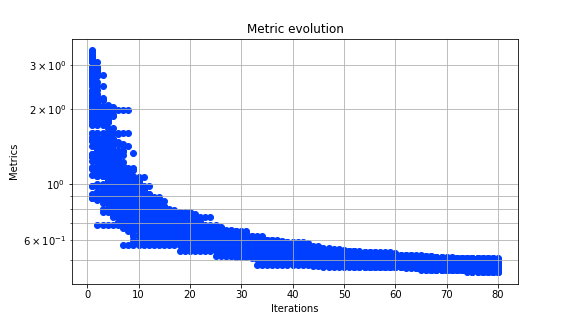 Metric evolution
3 × 10⁰
2 × 10⁰
10⁰
6 × 10⁻¹
Metrics
0 10 20 30 40 50 60 70 80
Iterations